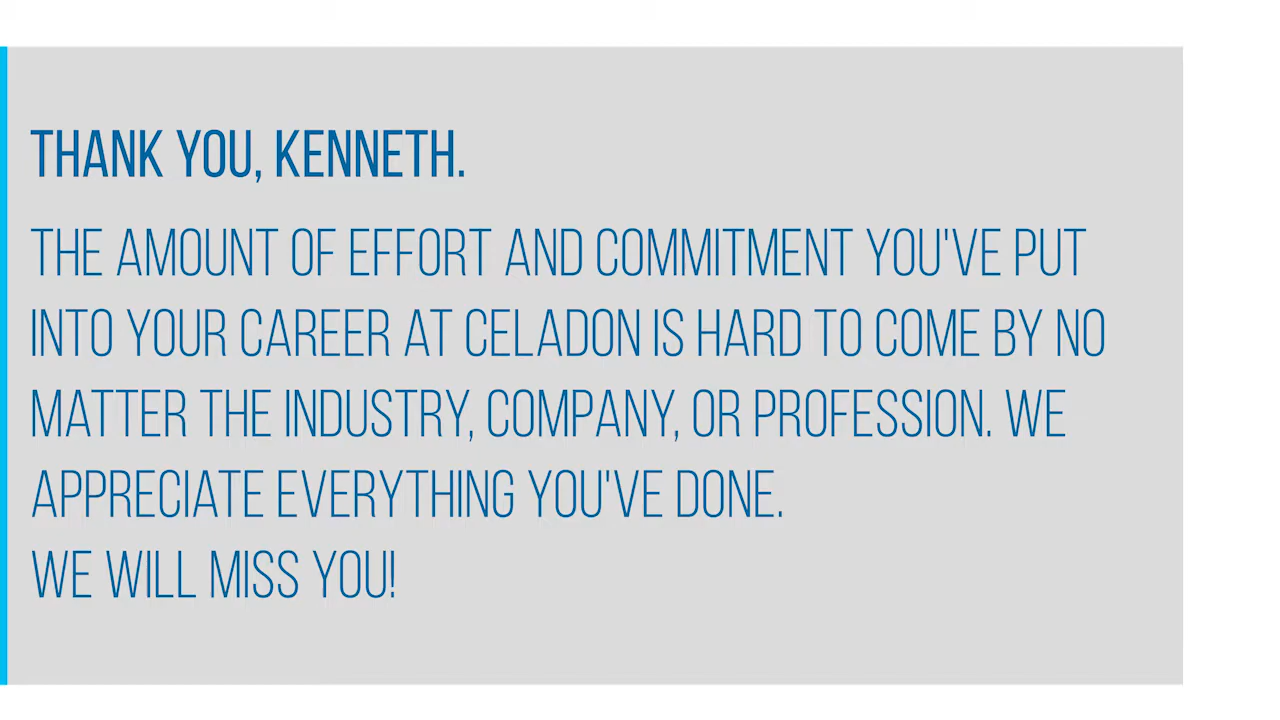 THANK YOU, KENNETH.
THE AMOUNT OF EFFORT AND COMMITMENT YOU'VE PUT
INTO YOUR CAREER AT CELADON IS HARD TO COME BY NO
MATTER THE INDUSTRY, COMPANY, OR PROFESSION. WE
APPRECIATE EVERYTHING YOU'VE DONE.
WE WILL MISS YOU!